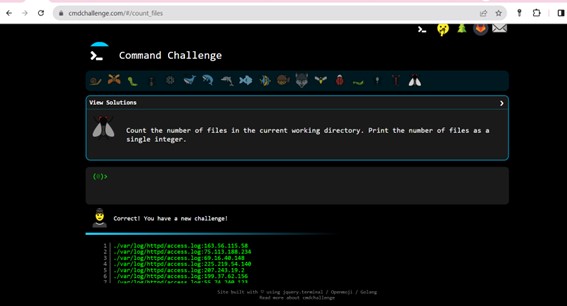 cmdchallenge.com/#/count_files
Command Challenge
View Solutions
Count the number of files in the current working directory. Print the number of files as a
single integer.
Correct! You have a new challenge!
1 ./var/log/httpd/access.log:163.56.115.58
2 ./var/log/httpd/access.log:75.113.188.234
3 ./var/log/httpd/access.log:69.16.40.148
4 ./var/log/httpd/access.log:225.219.54.140
5 ./var/log/httpd/access.log:207.243.19.2
6 ./var/log/httpd/access.log:199.37.62.156
Site built with ♡ using jquery.terminal / Openmoji / Golang
Read more about cmdchallenge